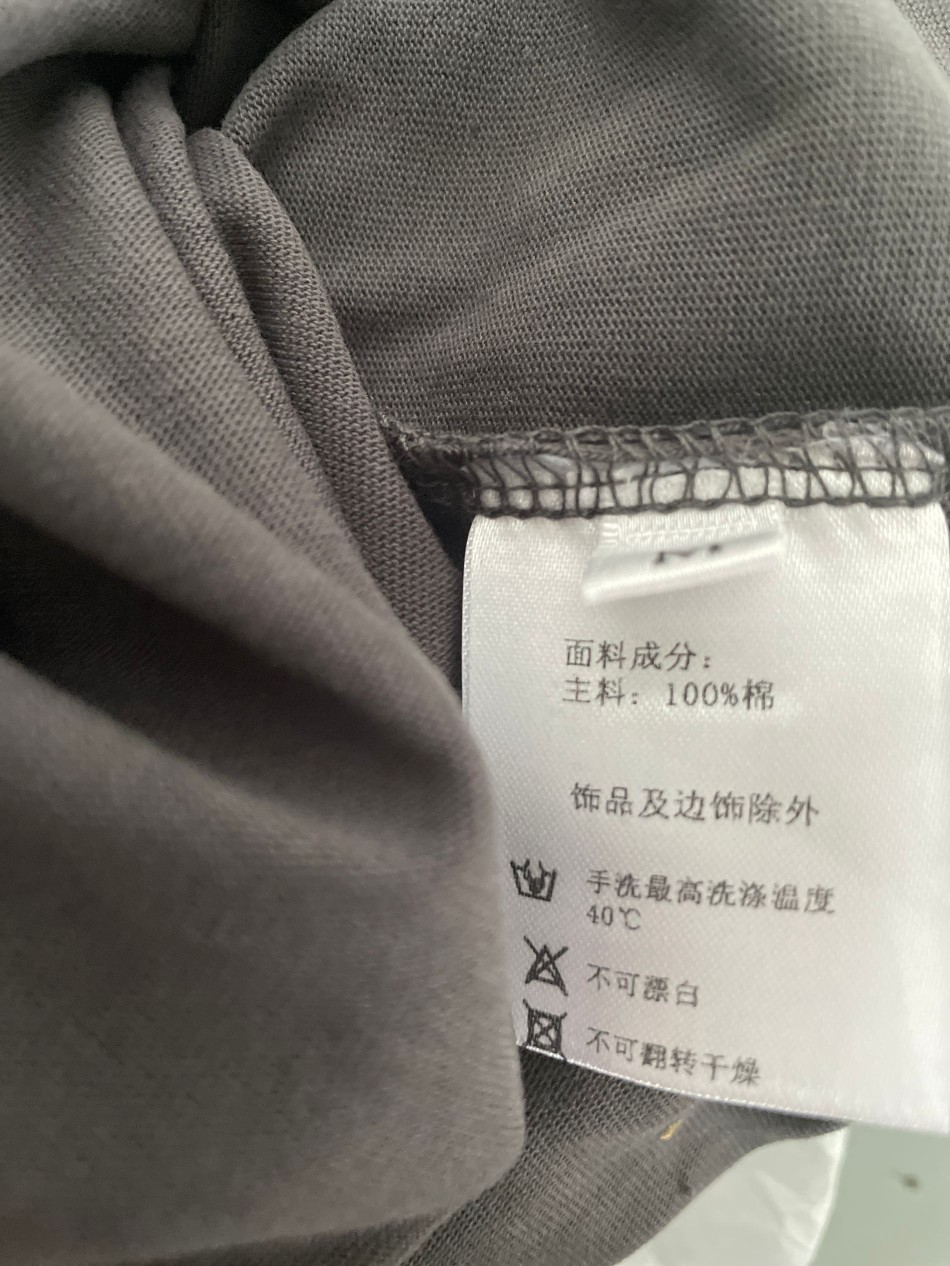 M
面料成分：
主料：100%棉
饰品及边饰除外
手洗最高洗涤温度
40℃
不可漂白
不可翻转干燥